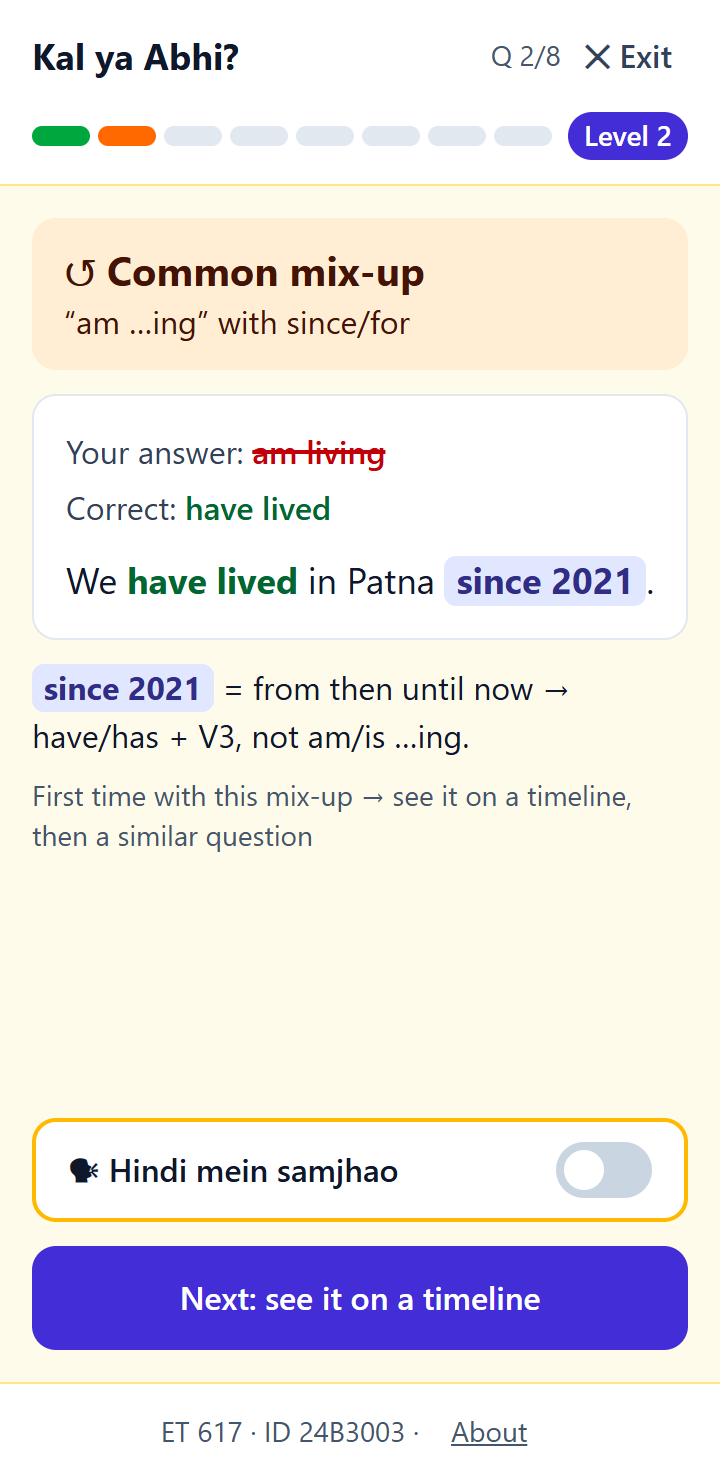 Kal ya Abhi?
Q 2/8 ✕ Exit
Level 2
↺ Common mix-up
“am …ing” with since/for
Your answer: am living
Correct: have lived
We have lived in Patna since 2021.
since 2021 = from then until now →
have/has + V3, not am/is …ing.
First time with this mix-up → see it on a timeline,
then a similar question
🗣 Hindi mein samjhao
Next: see it on a timeline
ET 617 · ID 24B3003 · About